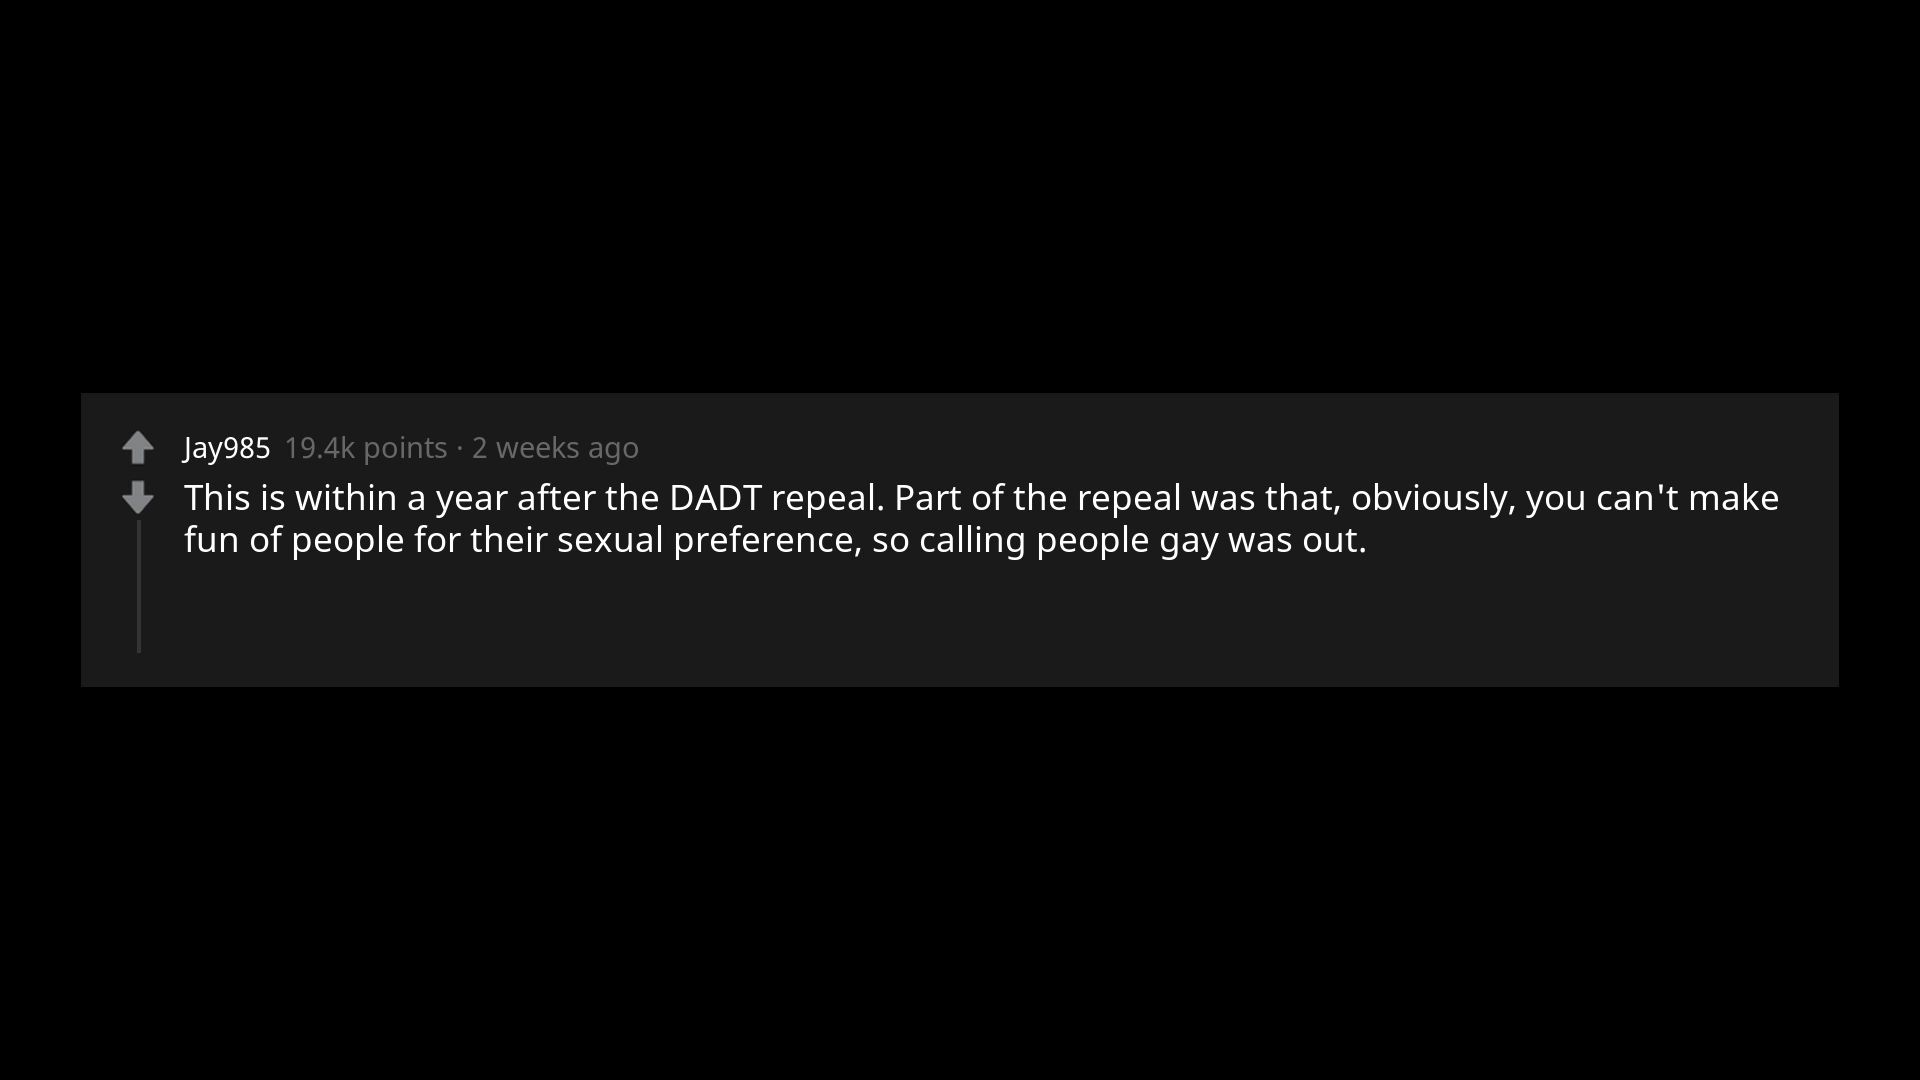 Jay985 19.4k points · 2 weeks ago
This is within a year after the DADT repeal. Part of the repeal was that, obviously, you can't make
fun of people for their sexual preference, so calling people gay was out.